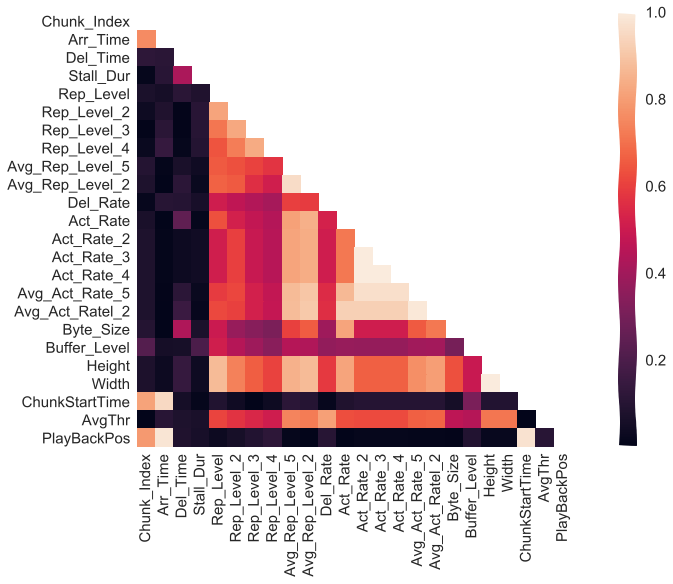 Chunk_Index
Arr_Time
Del_Time
Stall_Dur
Rep_Level
Rep_Level_2
Rep_Level_3
Rep_Level_4
Avg_Rep_Level_5
Avg_Rep_Level_2
Del_Rate
Act_Rate
Act_Rate_2
Act_Rate_3
Act_Rate_4
Avg_Act_Rate_5
Avg_Act_Ratel_2
Byte_Size
Buffer_Level
Height
Width
ChunkStartTime
AvgThr
PlayBackPos
Chunk_Index
Arr_Time
Del_Time
Stall_Dur
Rep_Level
Rep_Level_2
Rep_Level_3
Rep_Level_4
Avg_Rep_Level_5
Avg_Rep_Level_2
Del_Rate
Act_Rate
Act_Rate_2
Act_Rate_3
Act_Rate_4
Avg_Act_Rate_5
Avg_Act_Ratel_2
Byte_Size
Buffer_Level
Height
Width
ChunkStartTime
AvgThr
PlayBackPos
1.0
0.8
0.6
0.4
0.2